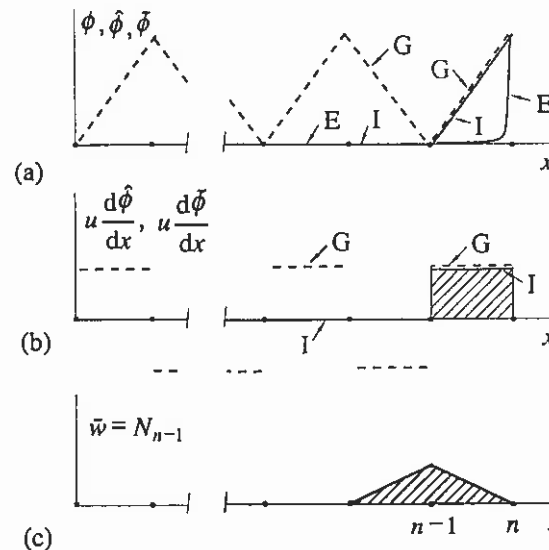 ϕ, ϕ̂, ϕ̄
G
G
E
E
I
I
x
(a)
u dϕ̂/dx, u dϕ̄/dx
G
G
I
I
x
(b)
w̄ = N_{n−1}
n−1
n
(c)